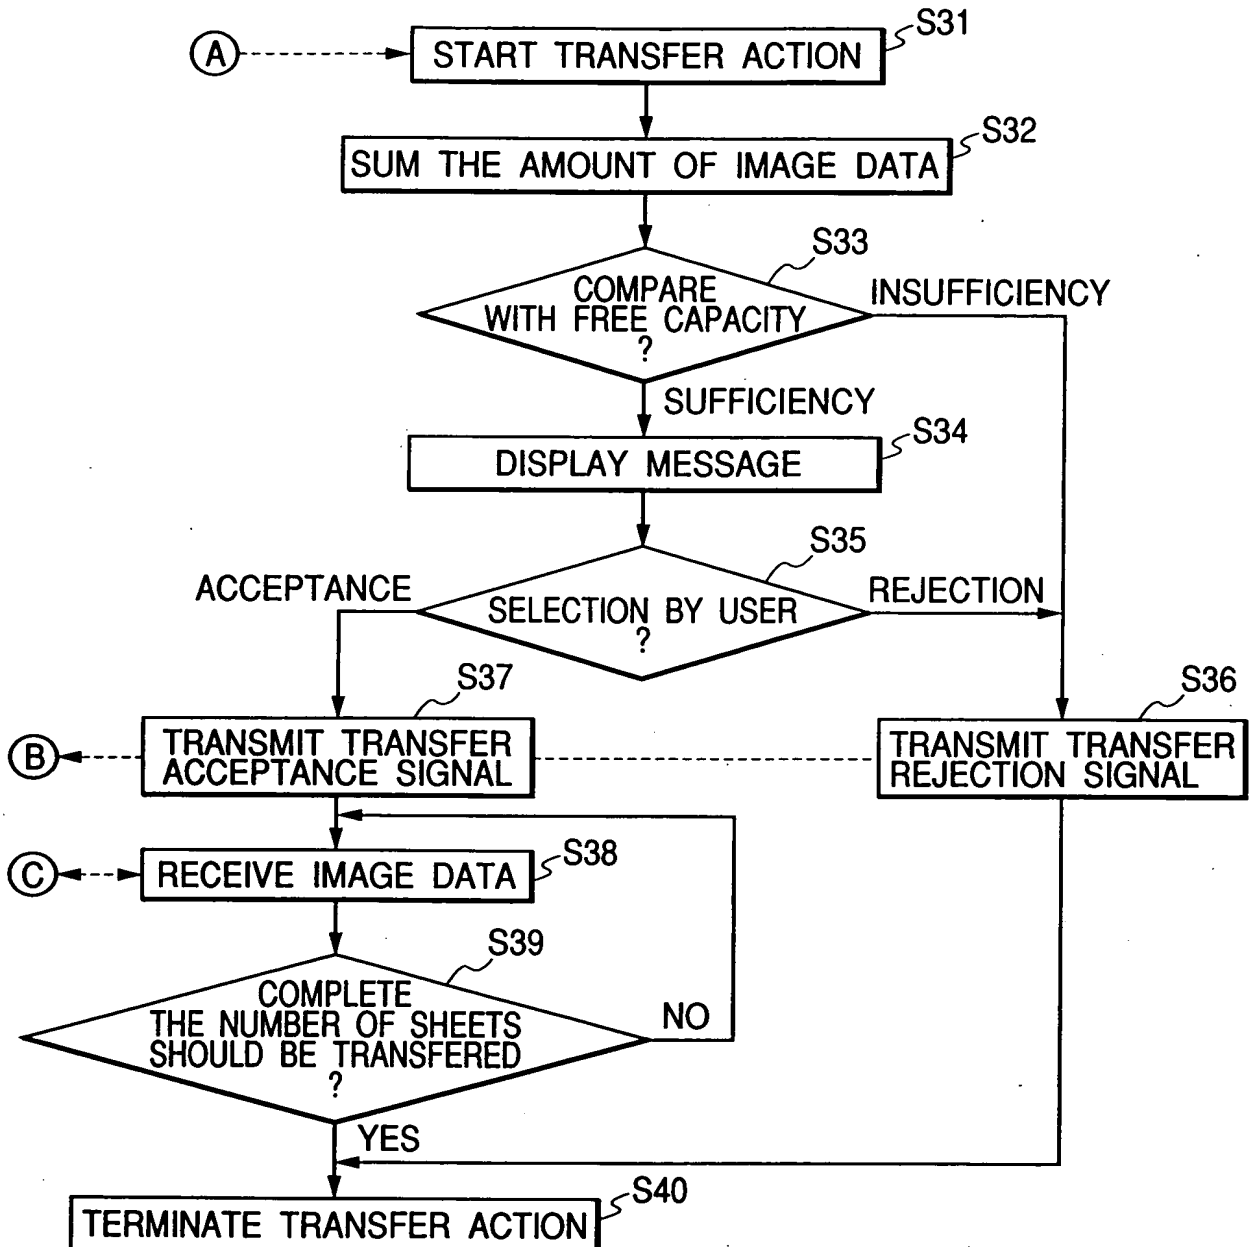 S31
A
START TRANSFER ACTION
S32
SUM THE AMOUNT OF IMAGE DATA
S33
COMPARE
WITH FREE CAPACITY
?
INSUFFICIENCY
SUFFICIENCY
S34
DISPLAY MESSAGE
S35
ACCEPTANCE
REJECTION
SELECTION BY USER
?
S37
S36
B
TRANSMIT TRANSFER
ACCEPTANCE SIGNAL
TRANSMIT TRANSFER
REJECTION SIGNAL
S38
C
RECEIVE IMAGE DATA
S39
COMPLETE
THE NUMBER OF SHEETS
SHOULD BE TRANSFERED
?
NO
YES
S40
TERMINATE TRANSFER ACTION